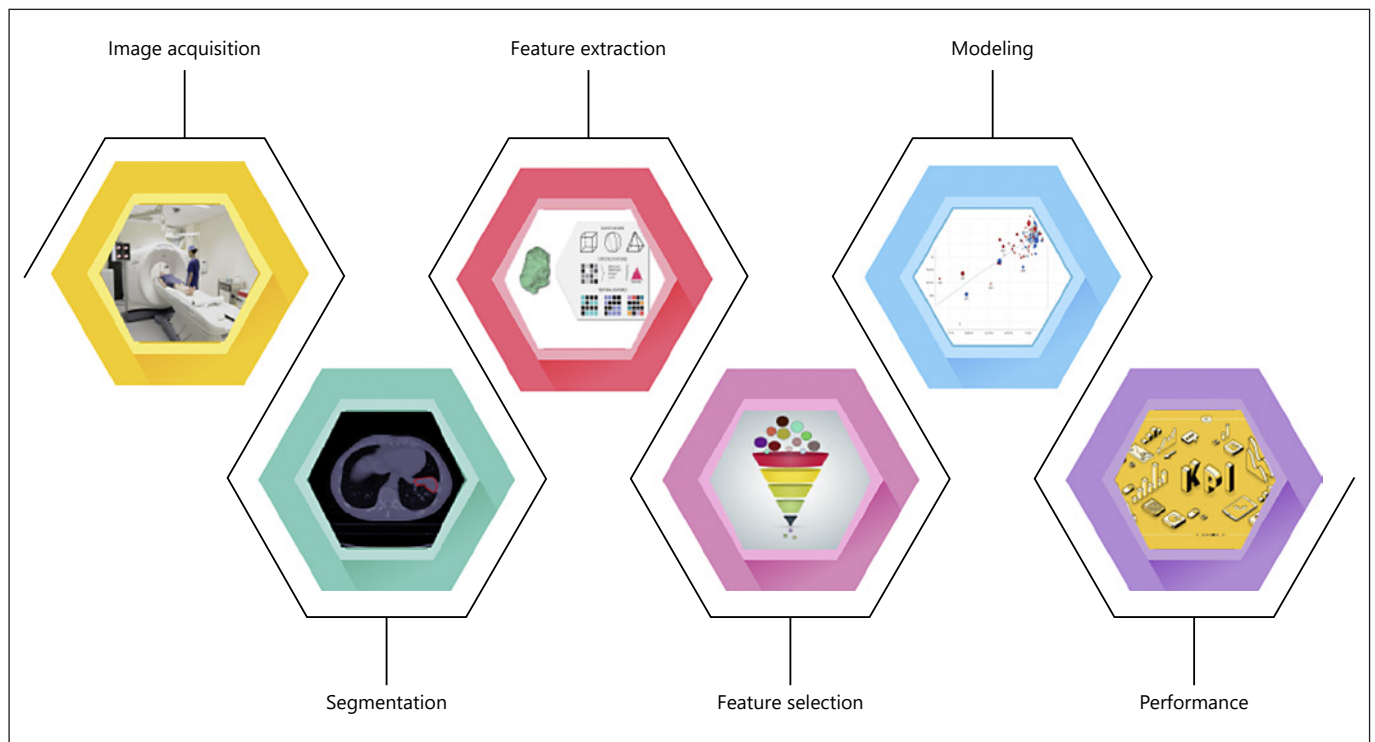 Image acquisition
Feature extraction
Modeling
KPI
Segmentation
Feature selection
Performance